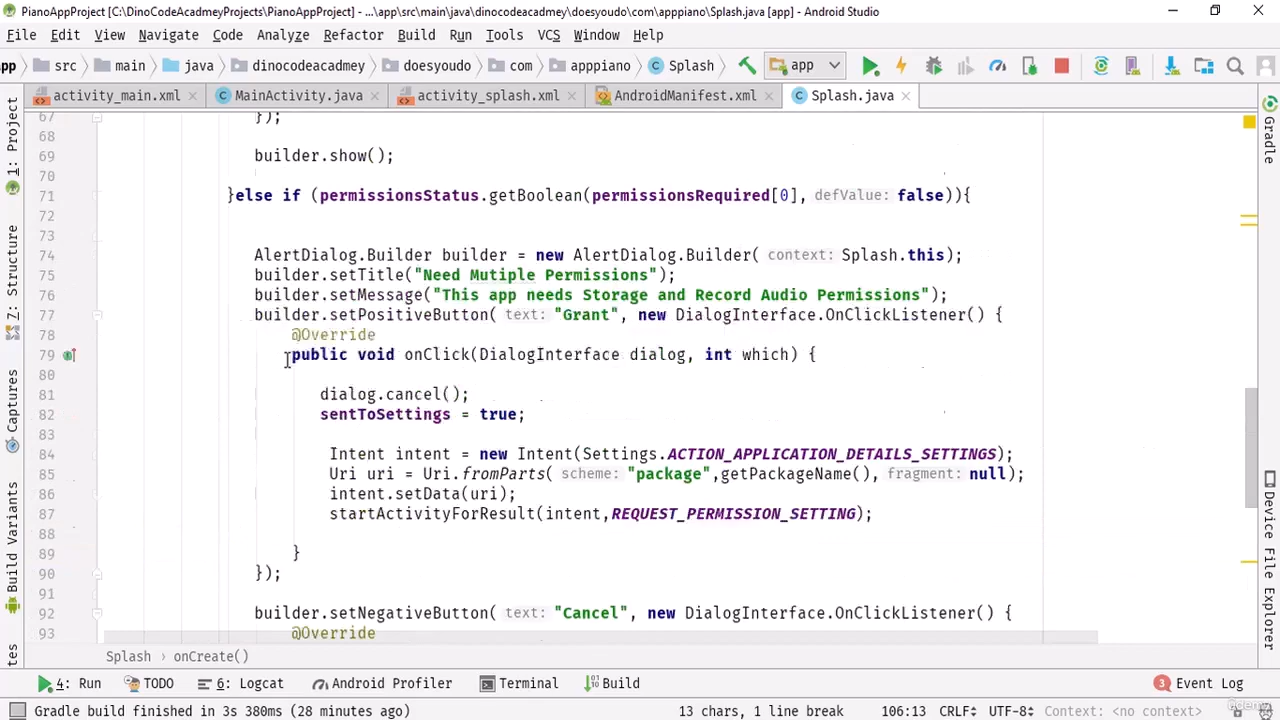 PianoAppProject [C:\DinoCodeAcadmeyProjects\PianoAppProject] - ...\app\src\main\java\dinocodeacadmey\doesyoudo\com\apppiano\Splash.java [app] - Android Studio
File Edit View Navigate Code Analyze Refactor Build Run Tools VCS Window Help
app src main java dinocodeacadmey doesyoudo com apppiano Splash app
activity_main.xml MainActivity.java activity_splash.xml AndroidManifest.xml Splash.java
67 });
68
69 builder.show();
70
71 }else if (permissionsStatus.getBoolean(permissionsRequired[0], defValue: false)){
72
73
74 AlertDialog.Builder builder = new AlertDialog.Builder( context: Splash.this);
75 builder.setTitle("Need Mutiple Permissions");
76 builder.setMessage("This app needs Storage and Record Audio Permissions");
77 builder.setPositiveButton( text: "Grant", new DialogInterface.OnClickListener() {
78 @Override
79 public void onClick(DialogInterface dialog, int which) {
80
81 dialog.cancel();
82 sentToSettings = true;
83
84 Intent intent = new Intent(Settings.ACTION_APPLICATION_DETAILS_SETTINGS);
85 Uri uri = Uri.fromParts( scheme: "package",getPackageName(), fragment: null);
86 intent.setData(uri);
87 startActivityForResult(intent,REQUEST_PERMISSION_SETTING);
88
89 }
90 });
91
92 builder.setNegativeButton( text: "Cancel", new DialogInterface.OnClickListener() {
93 @Override
1: Project
7: Structure
Captures
Build Variants
Gradle
Device File Explorer
Splash › onCreate()
4: Run TODO 6: Logcat Android Profiler Terminal Build 3 Event Log
Gradle build finished in 3s 380ms (28 minutes ago) 13 chars, 1 line break 106:13 CRLF UTF-8 Context: <no context>